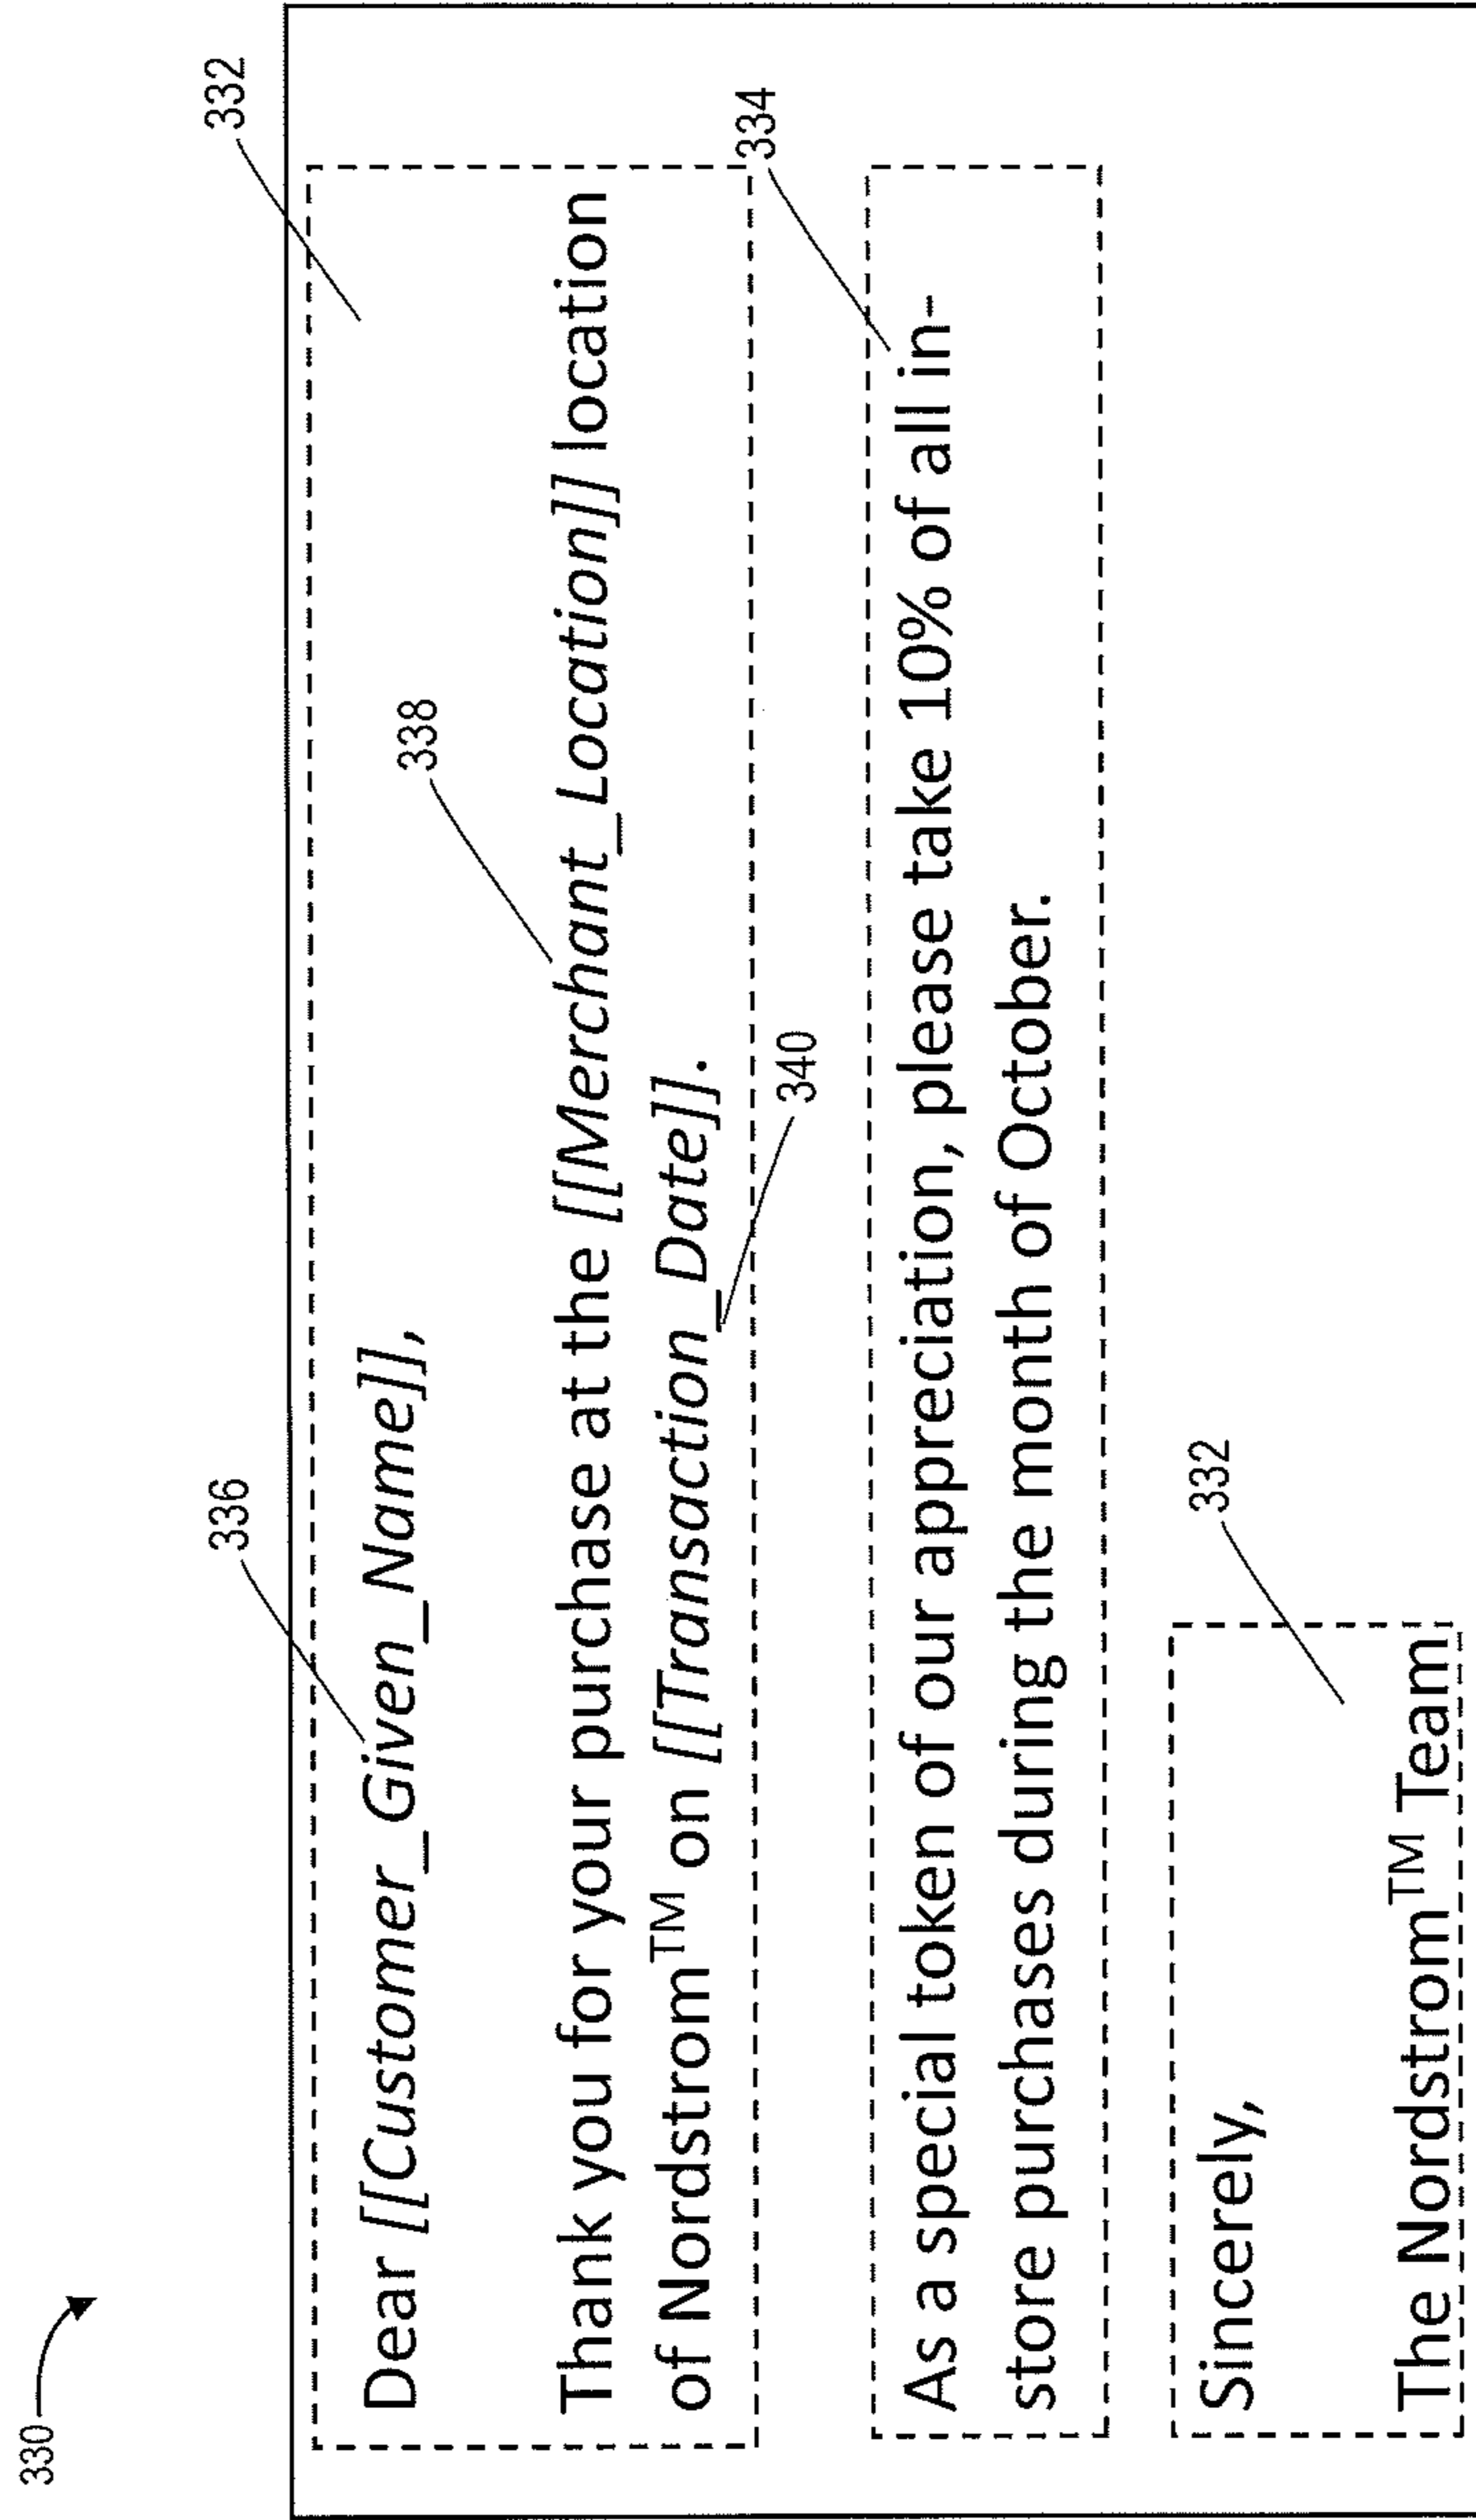 330
332
336
Dear [[Customer_Given_Name]],
338
Thank you for your purchase at the [[Merchant_Location]] location
of Nordstrom™ on [[Transaction_Date]].
340
334
As a special token of our appreciation, please take 10% of all in-
store purchases during the month of October.
332
Sincerely,
The Nordstrom™ Team